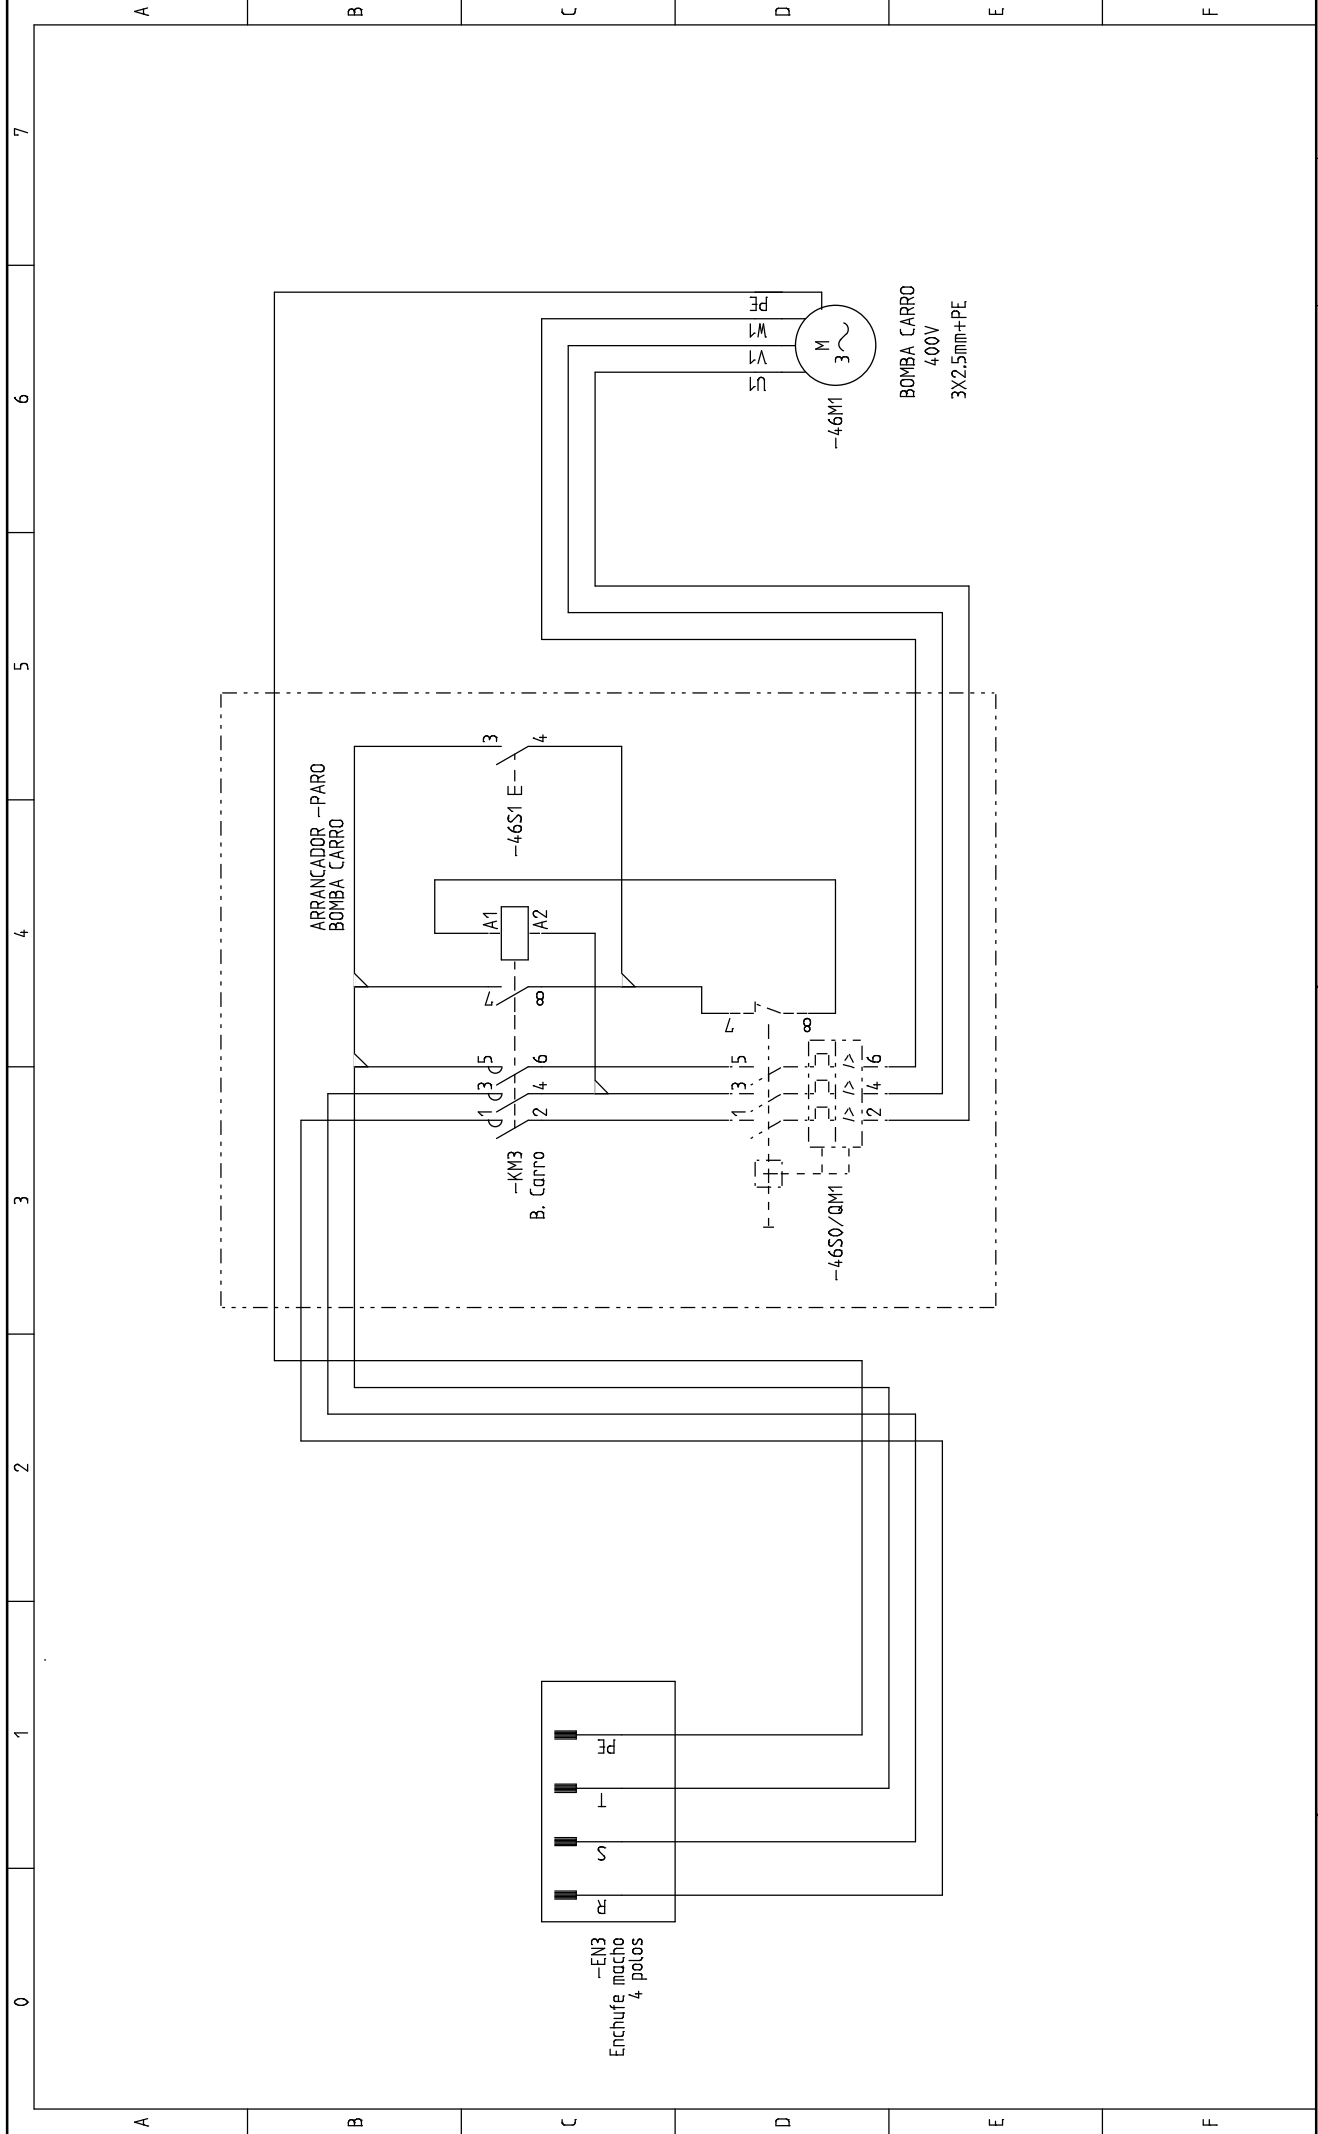 0
1
2
3
4
5
6
7
A
A
B
B
C
C
D
D
E
E
F
F
-EN3
Enchufe macho
4 polos
R
S
T
PE
ARRANCADOR -PARO
BOMBA CARRO
-KM3
B. Carro
1
3
5
7
2
4
6
8
A1
A2
-46S1
3
4
-46S0/QM1
1
3
5
7
2
4
6
8
-46M1
U1
V1
W1
PE
M
3
BOMBA CARRO
400V
3X2.5mm+PE